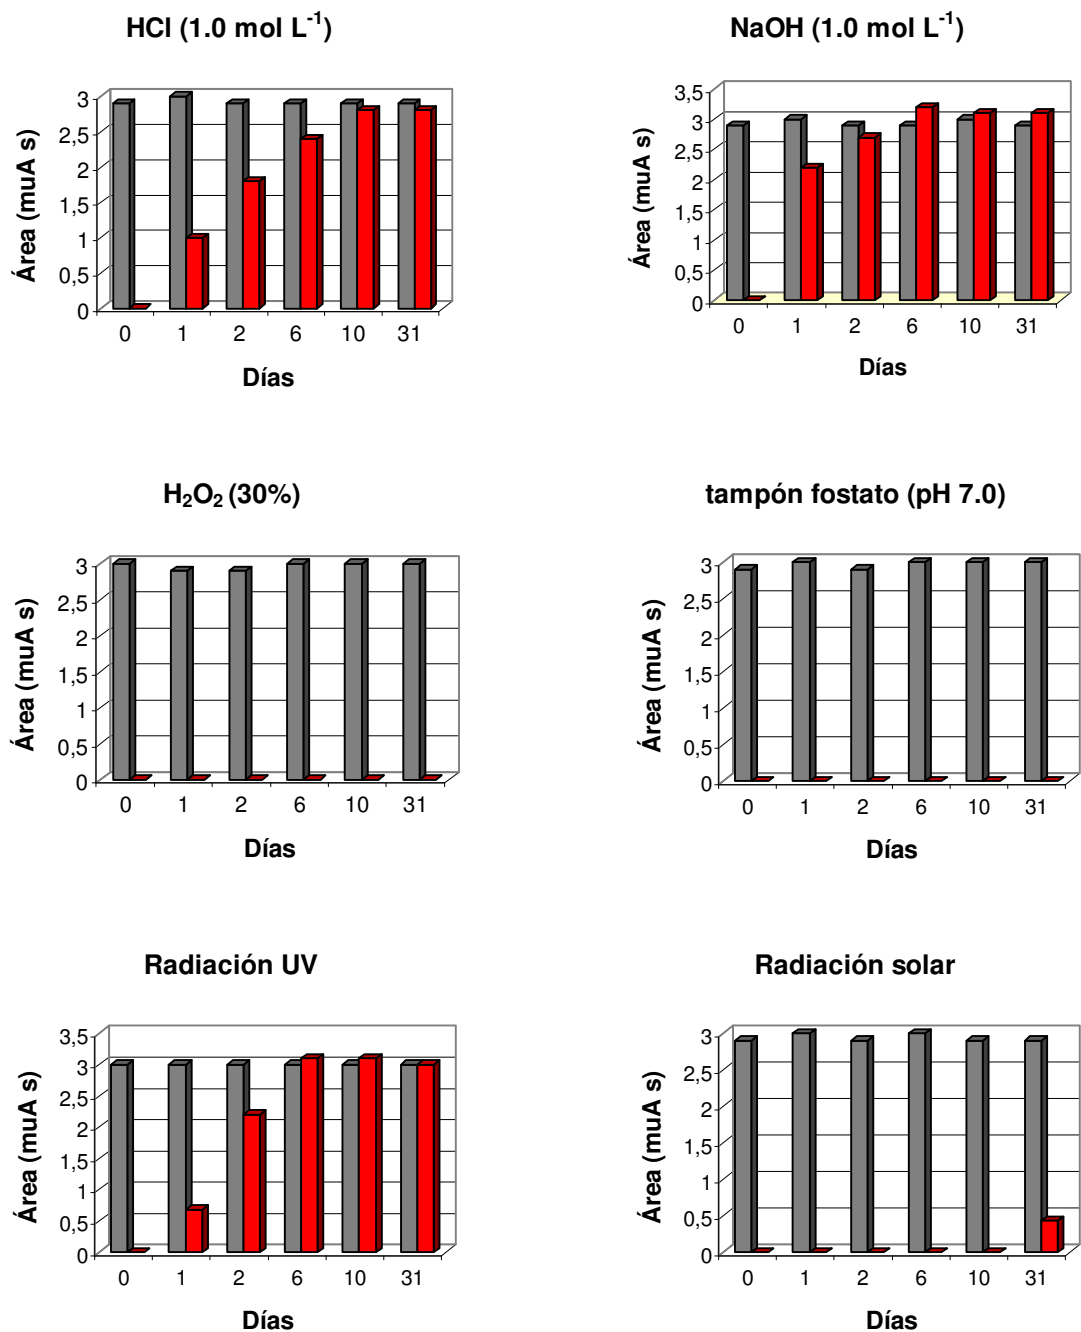 HCl (1.0 mol L-1)
Área (muA s)
3
2,5
2
1,5
1
0,5
0
0 1 2 6 10 31
Días
NaOH (1.0 mol L-1)
Área (muA s)
3,5
3
2,5
2
1,5
1
0,5
0
0 1 2 6 10 31
Días
H2O2 (30%)
Área (muA s)
3
2,5
2
1,5
1
0,5
0
0 1 2 6 10 31
Días
tampón fostato (pH 7.0)
Área (muA s)
3
2,5
2
1,5
1
0,5
0
0 1 2 6 10 31
Días
Radiación UV
Área (muA s)
3,5
3
2,5
2
1,5
1
0,5
0
0 1 2 6 10 31
Días
Radiación solar
Área (muA s)
3
2,5
2
1,5
1
0,5
0
0 1 2 6 10 31
Días